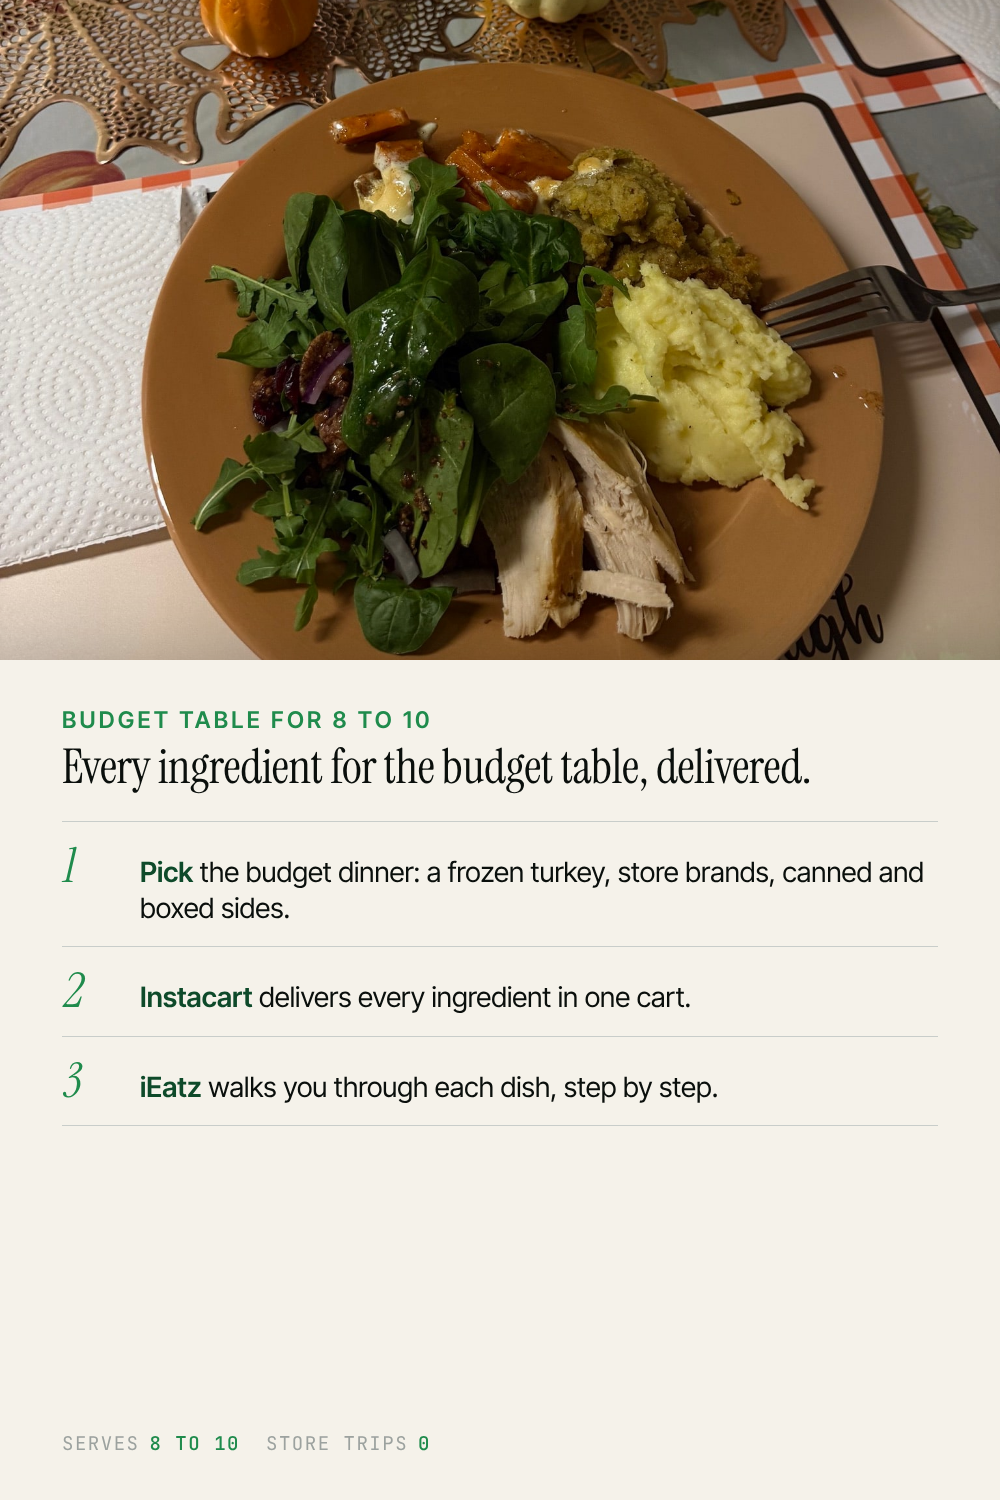 BUDGET TABLE FOR 8 TO 10
Every ingredient for the budget table, delivered.
1
Pick the budget dinner: a frozen turkey, store brands, canned and
boxed sides.
2
Instacart delivers every ingredient in one cart.
3
iEatz walks you through each dish, step by step.
SERVES 8 TO 10 STORE TRIPS 0